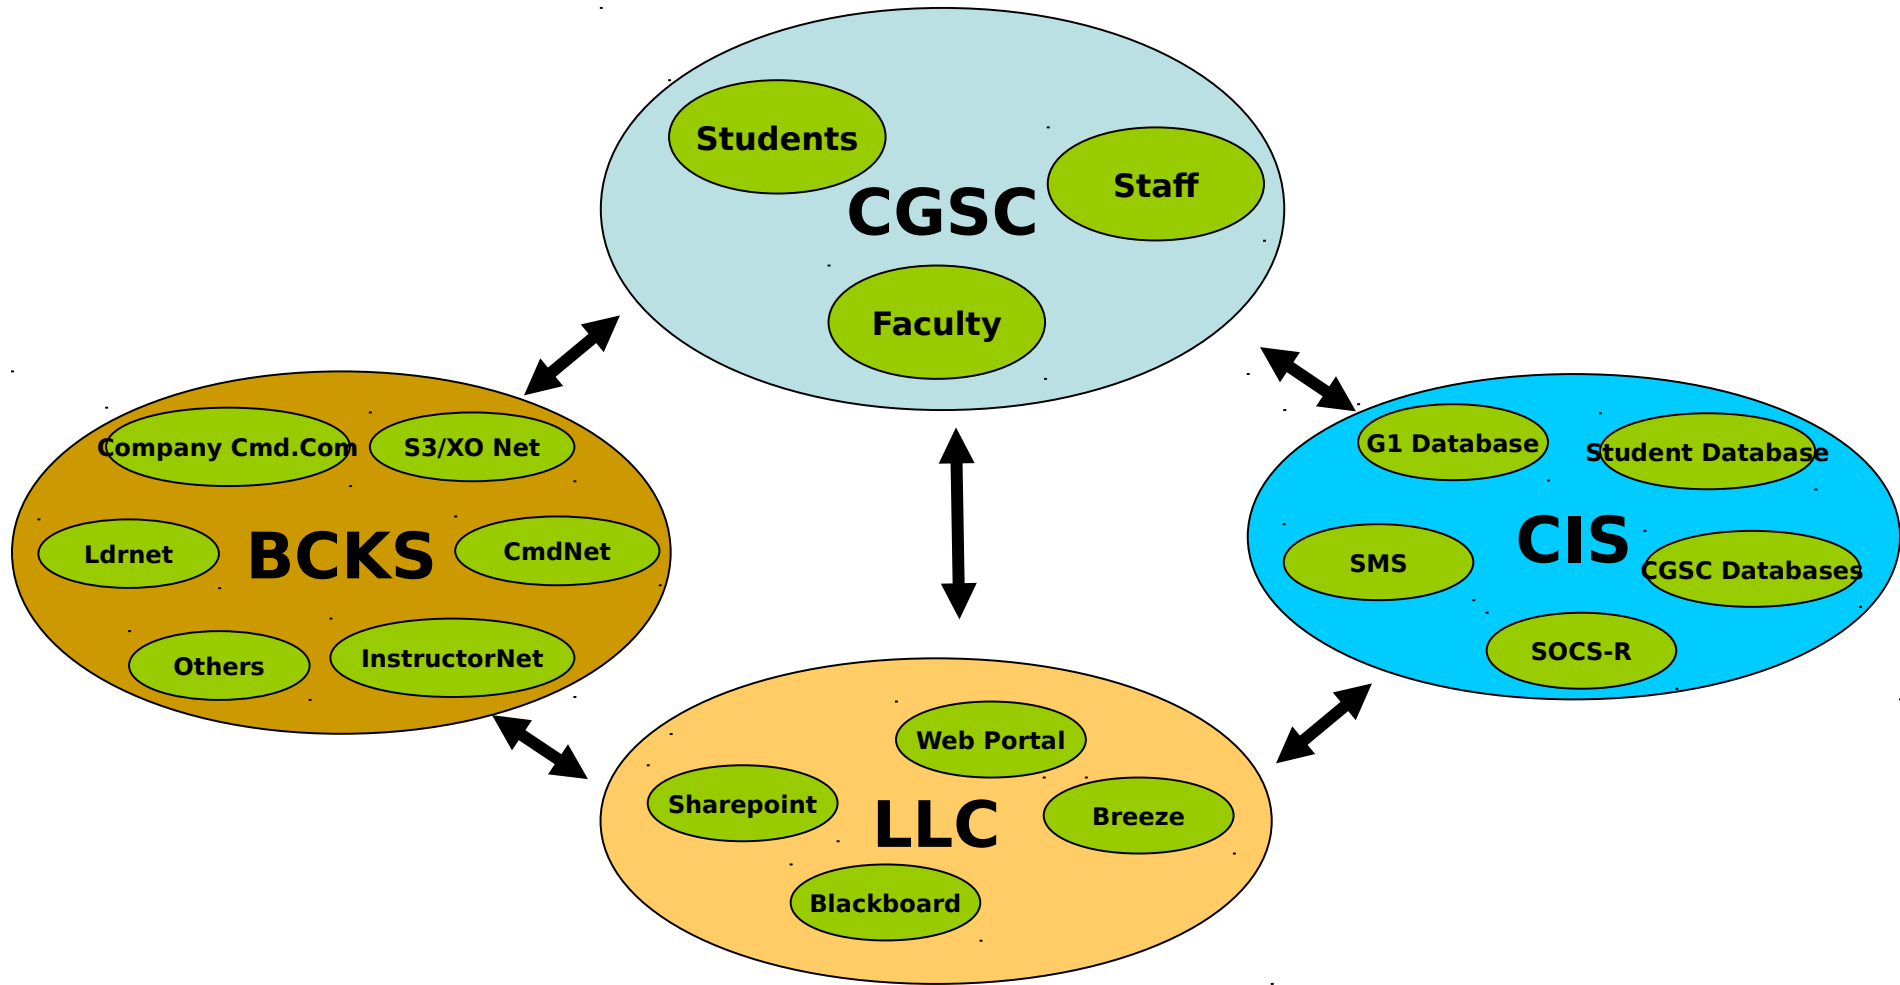 Students
Staff
CGSC
Faculty
Company Cmd.Com
S3/XO Net
Ldrnet
BCKS
CmdNet
Others
InstructorNet
G1 Database
Student Database
CIS
SMS
CGSC Databases
SOCS-R
Web Portal
Sharepoint
LLC
Breeze
Blackboard